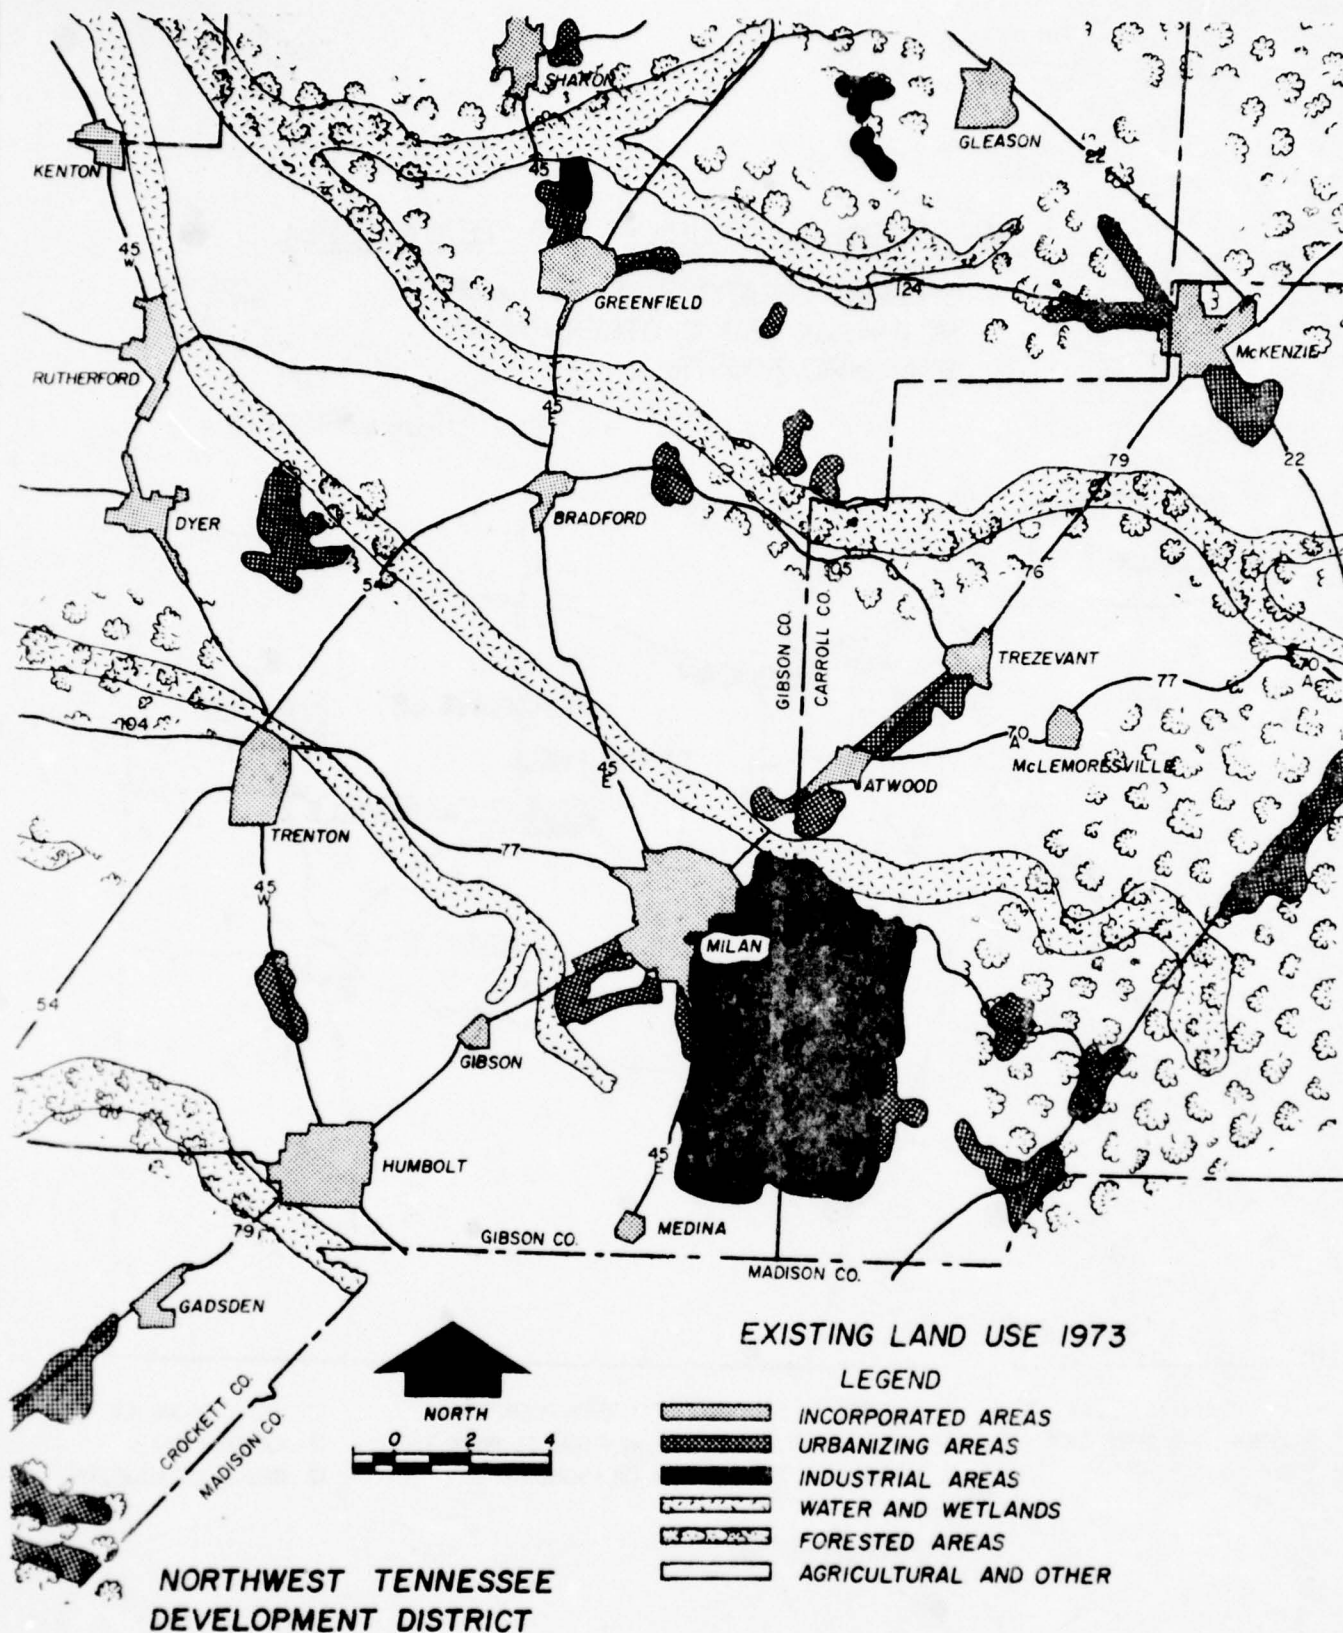 SHARON
GLEASON
KENTON
45
22
45
W
GREENFIELD
124
RUTHERFORD
McKENZIE
45
E
79
22
DYER
BRADFORD
54
105
76
GIBSON CO.
CARROLL CO.
TREZEVANT
70
A
77
104
45
E
70
A
McLEMORESVILLE
ATWOOD
TRENTON
77
45
W
MILAN
54
GIBSON
HUMBOLT
45
E
79
GIBSON CO.
MEDINA
MADISON CO.
GADSDEN
CROCKETT CO.
MADISON CO.
NORTH
0 2 4
EXISTING LAND USE 1973
LEGEND
INCORPORATED AREAS
URBANIZING AREAS
INDUSTRIAL AREAS
WATER AND WETLANDS
FORESTED AREAS
AGRICULTURAL AND OTHER
NORTHWEST TENNESSEE
DEVELOPMENT DISTRICT